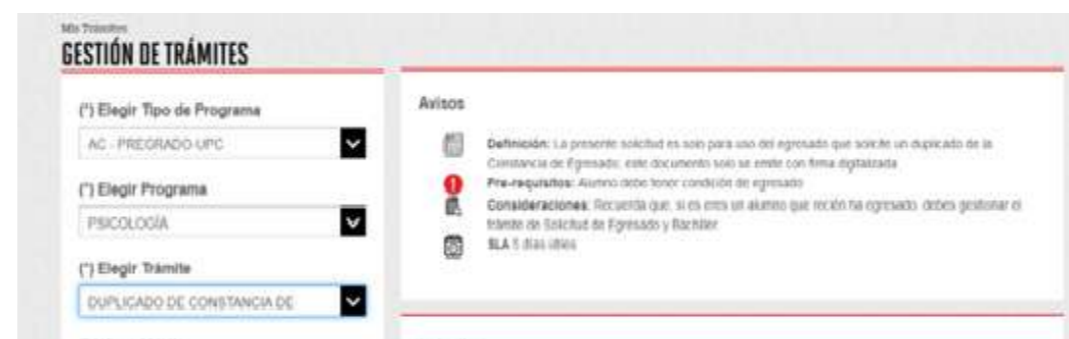 Mis Trámites
GESTIÓN DE TRÁMITES
(*) Elegir Tipo de Programa
AC - PREGRADO UPC
(*) Elegir Programa
PSICOLOGÍA
(*) Elegir Trámite
DUPLICADO DE CONSTANCIA DE
Avisos
Definición: La presente solicitud es solo para uso del egresado que solicite un duplicado de la
Constancia de Egresado, este documento solo se emite con firma digitalizada
Pre-requisitos: Alumno debe tener condición de egresado
Consideraciones: Recuerda que, si es eres un alumno que recién ha egresado, debes gestionar el
trámite de Solicitud de Egresado y Bachiller
SLA 5 días útiles